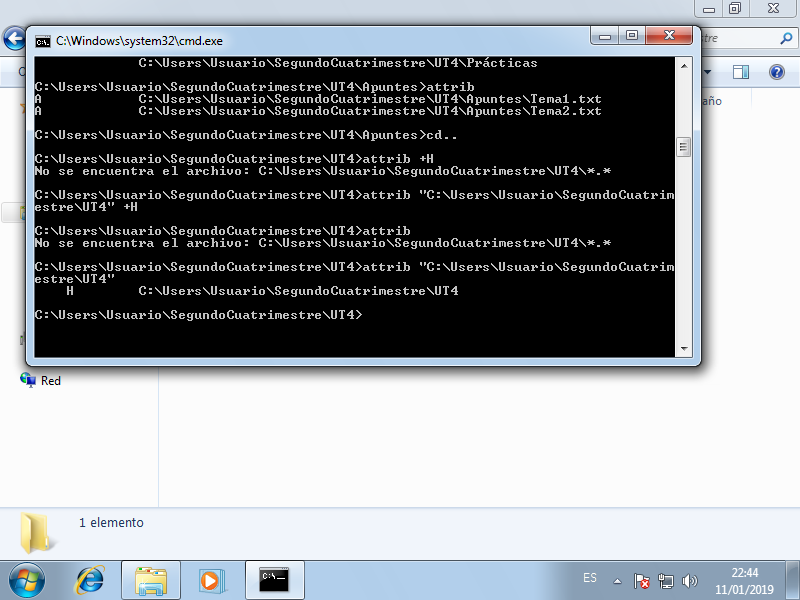 C:\Windows\system32\cmd.exe
C:\Users\Usuario\SegundoCuatrimestre\UT4\Prácticas
C:\Users\Usuario\SegundoCuatrimestre\UT4\Apuntes>attrib
A            C:\Users\Usuario\SegundoCuatrimestre\UT4\Apuntes\Tema1.txt
A            C:\Users\Usuario\SegundoCuatrimestre\UT4\Apuntes\Tema2.txt
C:\Users\Usuario\SegundoCuatrimestre\UT4\Apuntes>cd..
C:\Users\Usuario\SegundoCuatrimestre\UT4>attrib +H
No se encuentra el archivo: C:\Users\Usuario\SegundoCuatrimestre\UT4\*.*
C:\Users\Usuario\SegundoCuatrimestre\UT4>attrib "C:\Users\Usuario\SegundoCuatrim
estre\UT4" +H
C:\Users\Usuario\SegundoCuatrimestre\UT4>attrib
No se encuentra el archivo: C:\Users\Usuario\SegundoCuatrimestre\UT4\*.*
C:\Users\Usuario\SegundoCuatrimestre\UT4>attrib "C:\Users\Usuario\SegundoCuatrim
estre\UT4"
H        C:\Users\Usuario\SegundoCuatrimestre\UT4
C:\Users\Usuario\SegundoCuatrimestre\UT4>
Red
1 elemento
ES
22:44
11/01/2019